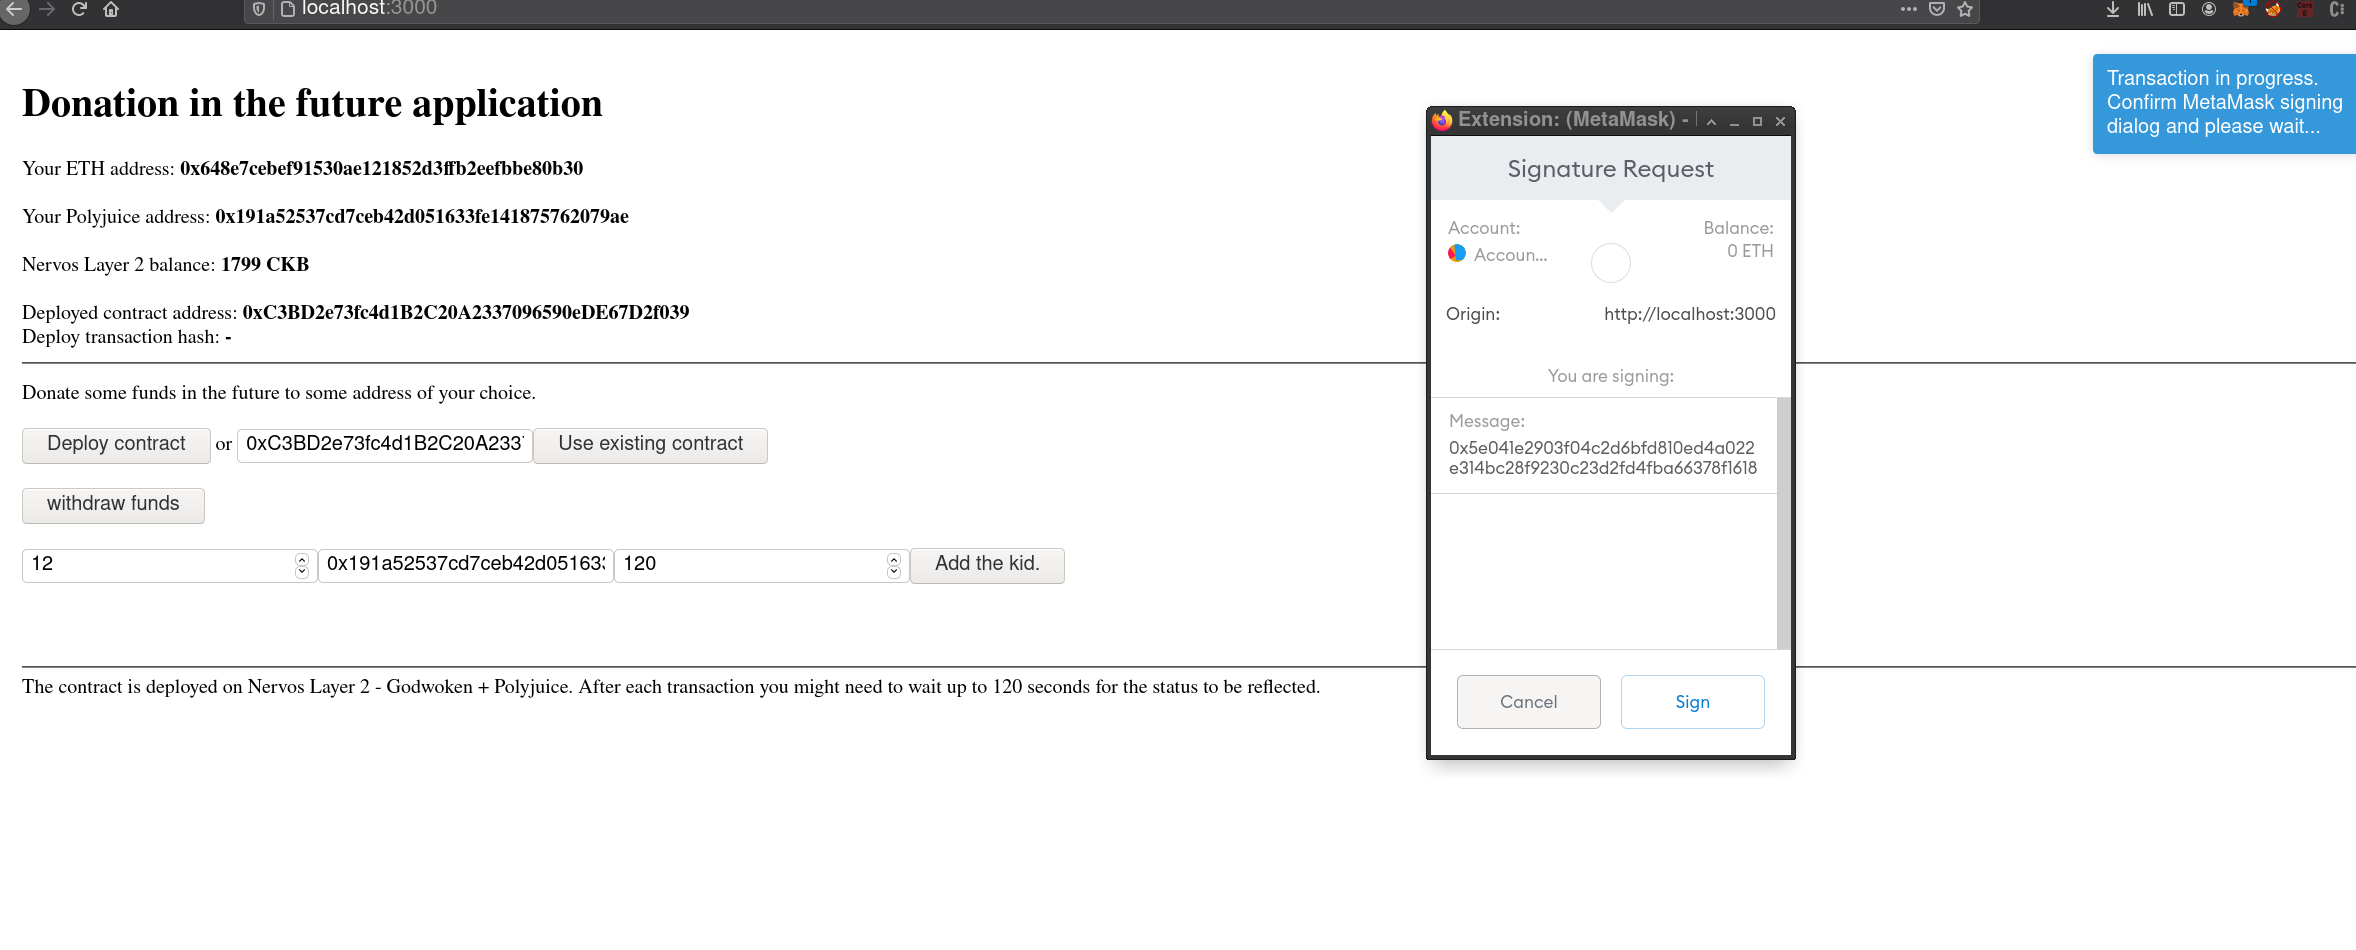 localhost:3000
Donation in the future application
Your ETH address: 0x648e7cebef91530ae121852d3ffb2eefbbe80b30
Your Polyjuice address: 0x191a52537cd7ceb42d051633fe141875762079ae
Nervos Layer 2 balance: 1799 CKB
Deployed contract address: 0xC3BD2e73fc4d1B2C20A2337096590eDE67D2f039
Deploy transaction hash: -
Donate some funds in the future to some address of your choice.
Deploy contract or 0xC3BD2e73fc4d1B2C20A233 Use existing contract
withdraw funds
12 0x191a52537cd7ceb42d05163 120 Add the kid.
The contract is deployed on Nervos Layer 2 - Godwoken + Polyjuice. After each transaction you might need to wait up to 120 seconds for the status to be reflected.
Extension: (MetaMask) -
Signature Request
Account: Balance:
Accoun... 0 ETH
Origin: http://localhost:3000
You are signing:
Message:
0x5e041e2903f04c2d6bfd810ed4a022
e314bc28f9230c23d2fd4fba66378f1618
Cancel Sign
Transaction in progress.
Confirm MetaMask signing
dialog and please wait...